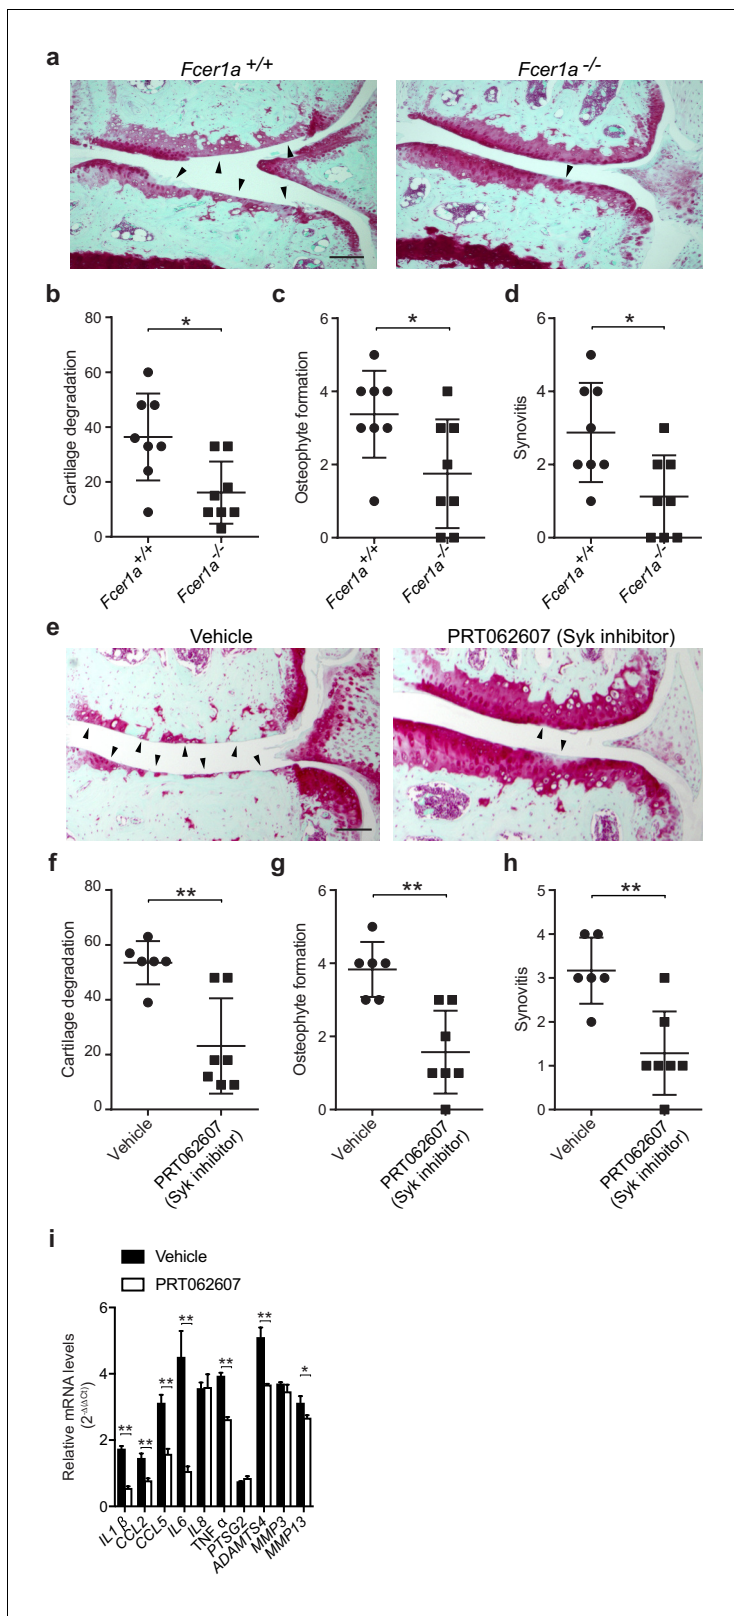 a
Fcer1a +/+
Fcer1a -/-
b
c
d
Cartilage degradation
80
60
40
20
0
*
Fcer1a+/+
Fcer1a-/-
Osteophyte formation
6
4
2
0
*
Fcer1a+/+
Fcer1a-/-
Synovitis
6
4
2
0
*
Fcer1a+/+
Fcer1a-/-
e
Vehicle
PRT062607 (Syk inhibitor)
f
g
h
Cartilage degradation
80
60
40
20
0
**
Vehicle
PRT062607
(Syk inhibitor)
Osteophyte formation
6
4
2
0
**
Vehicle
PRT062607
(Syk inhibitor)
Synovitis
5
4
3
2
1
0
**
Vehicle
PRT062607
(Syk inhibitor)
i
Vehicle
PRT062607
Relative mRNA levels
(2-Δ(ΔCt))
6
4
2
0
**
**
**
**
**
**
*
IL1 β
CCL2
CCL5
IL6
IL8
TNF α
PTSG2
ADAMTS4
MMP3
MMP13